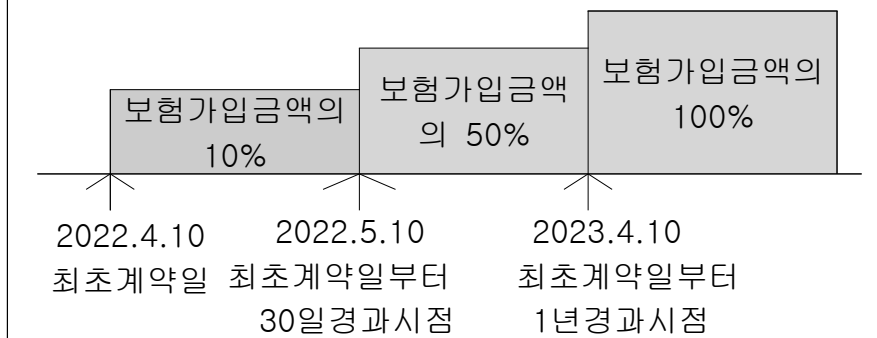 보험가입금액의
10%
보험가입금액
의 50%
보험가입금액의
100%
2022.4.10
최초계약일
2022.5.10
최초계약일부터
30일경과시점
2023.4.10
최초계약일부터
1년경과시점